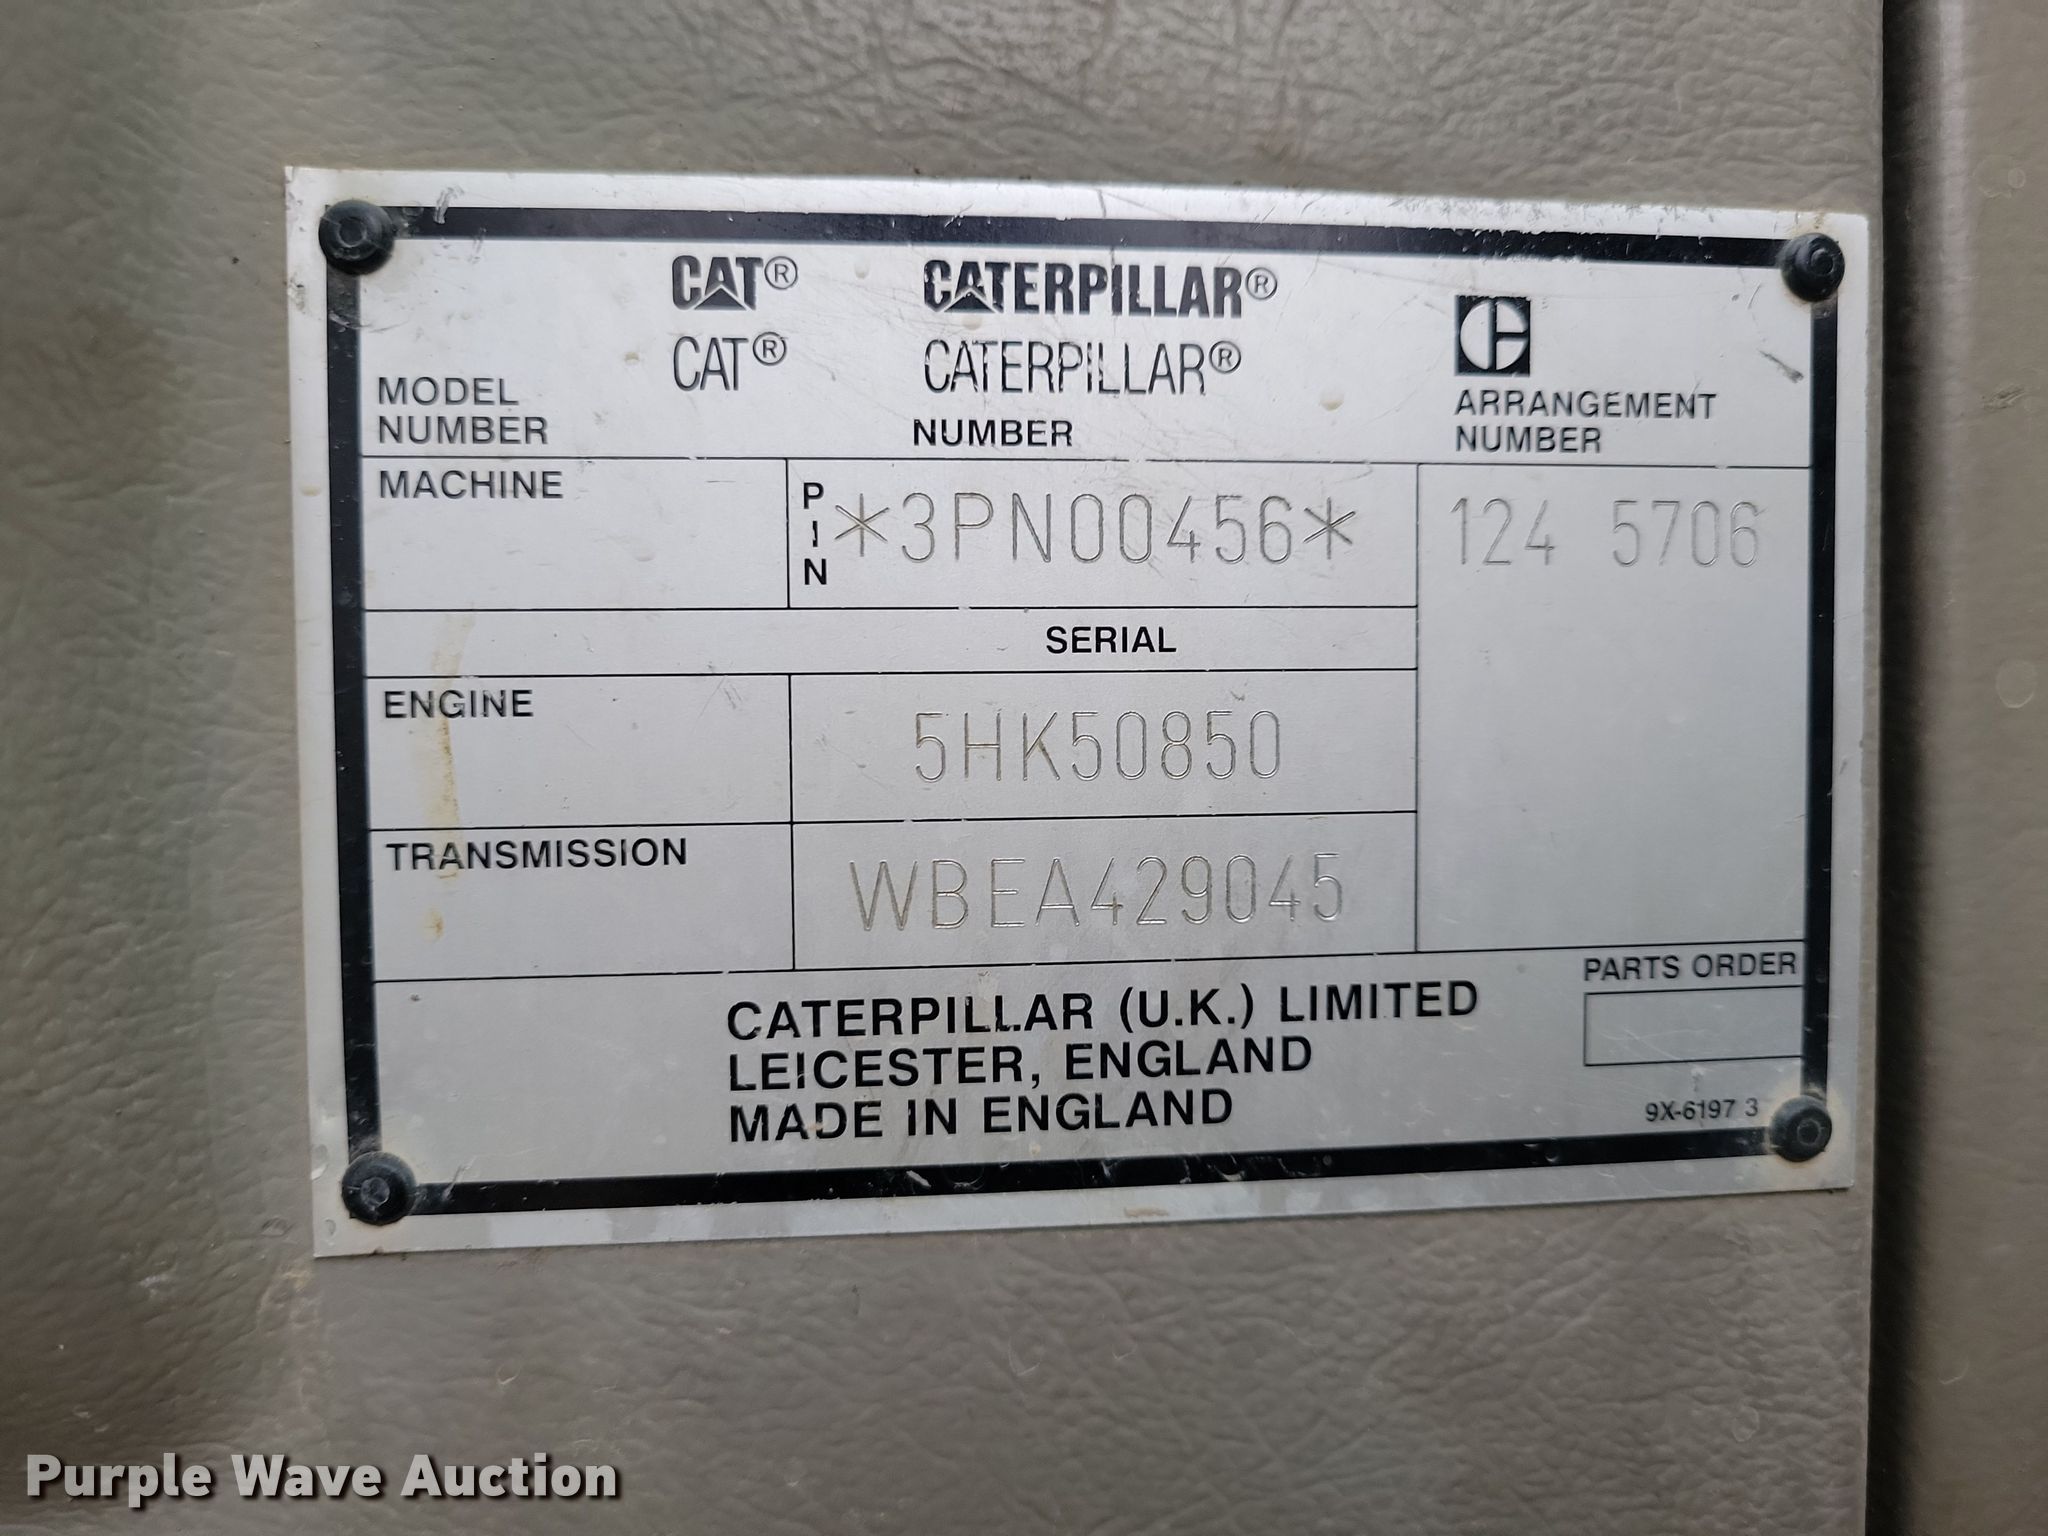 CAT® CATERPILLAR®
CAT® CATERPILLAR®
MODEL
NUMBER
NUMBER
ARRANGEMENT
NUMBER
MACHINE
PIN
*3PN00456*
124 5706
SERIAL
ENGINE
5HK50850
TRANSMISSION
WBEA429045
CATERPILLAR (U.K.) LIMITED
LEICESTER, ENGLAND
MADE IN ENGLAND
PARTS ORDER
9X-6197 3
Purple Wave Auction